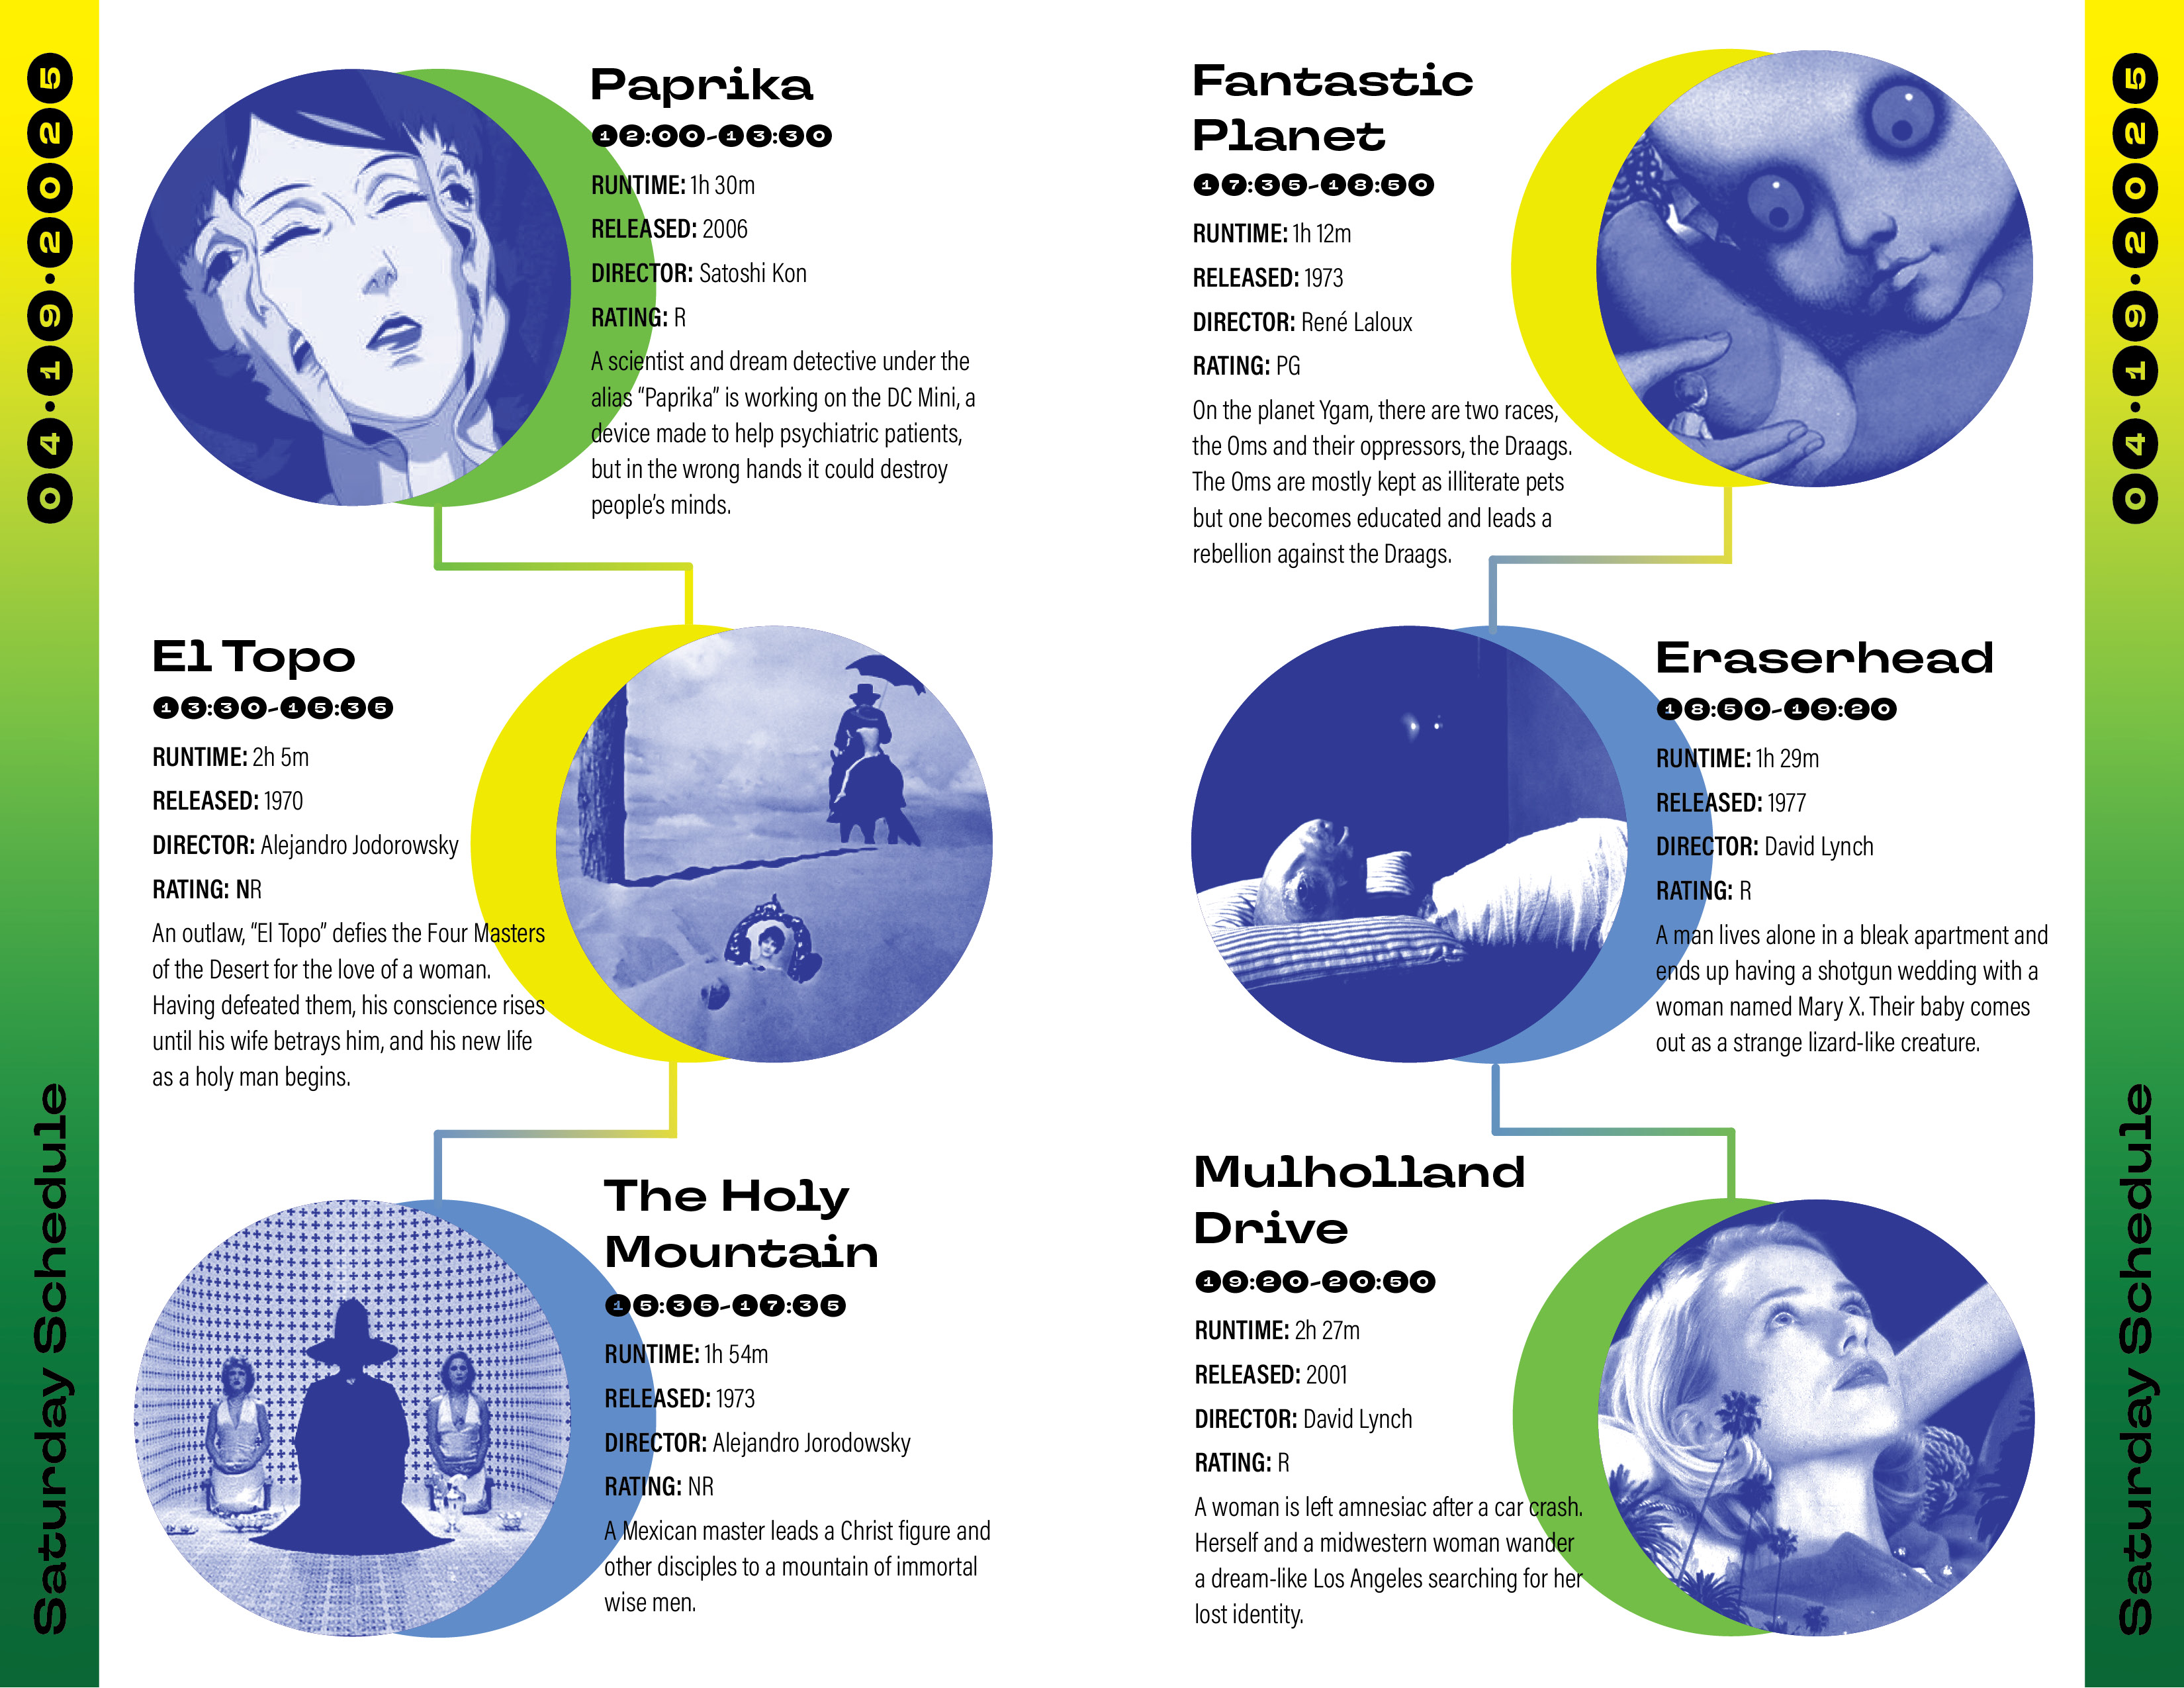 04.19.2025
Saturday Schedule
Paprika
12:00-13:30
RUNTIME: 1h 30m
RELEASED: 2006
DIRECTOR: Satoshi Kon
RATING: R
A scientist and dream detective under the
alias “Paprika” is working on the DC Mini, a
device made to help psychiatric patients,
but in the wrong hands it could destroy
people’s minds.
El Topo
13:30-15:35
RUNTIME: 2h 5m
RELEASED: 1970
DIRECTOR: Alejandro Jodorowsky
RATING: NR
An outlaw, “El Topo” defies the Four Masters
of the Desert for the love of a woman.
Having defeated them, his conscience rises
until his wife betrays him, and his new life
as a holy man begins.
The Holy
Mountain
15:35-17:35
RUNTIME: 1h 54m
RELEASED: 1973
DIRECTOR: Alejandro Jorodowsky
RATING: NR
A Mexican master leads a Christ figure and
other disciples to a mountain of immortal
wise men.
Fantastic
Planet
17:35-18:50
RUNTIME: 1h 12m
RELEASED: 1973
DIRECTOR: René Laloux
RATING: PG
On the planet Ygam, there are two races,
the Oms and their oppressors, the Draags.
The Oms are mostly kept as illiterate pets
but one becomes educated and leads a
rebellion against the Draags.
Eraserhead
18:50-19:20
RUNTIME: 1h 29m
RELEASED: 1977
DIRECTOR: David Lynch
RATING: R
A man lives alone in a bleak apartment and
ends up having a shotgun wedding with a
woman named Mary X. Their baby comes
out as a strange lizard-like creature.
Mulholland
Drive
19:20-20:50
RUNTIME: 2h 27m
RELEASED: 2001
DIRECTOR: David Lynch
RATING: R
A woman is left amnesiac after a car crash.
Herself and a midwestern woman wander
a dream-like Los Angeles searching for her
lost identity.
04.19.2025
Saturday Schedule